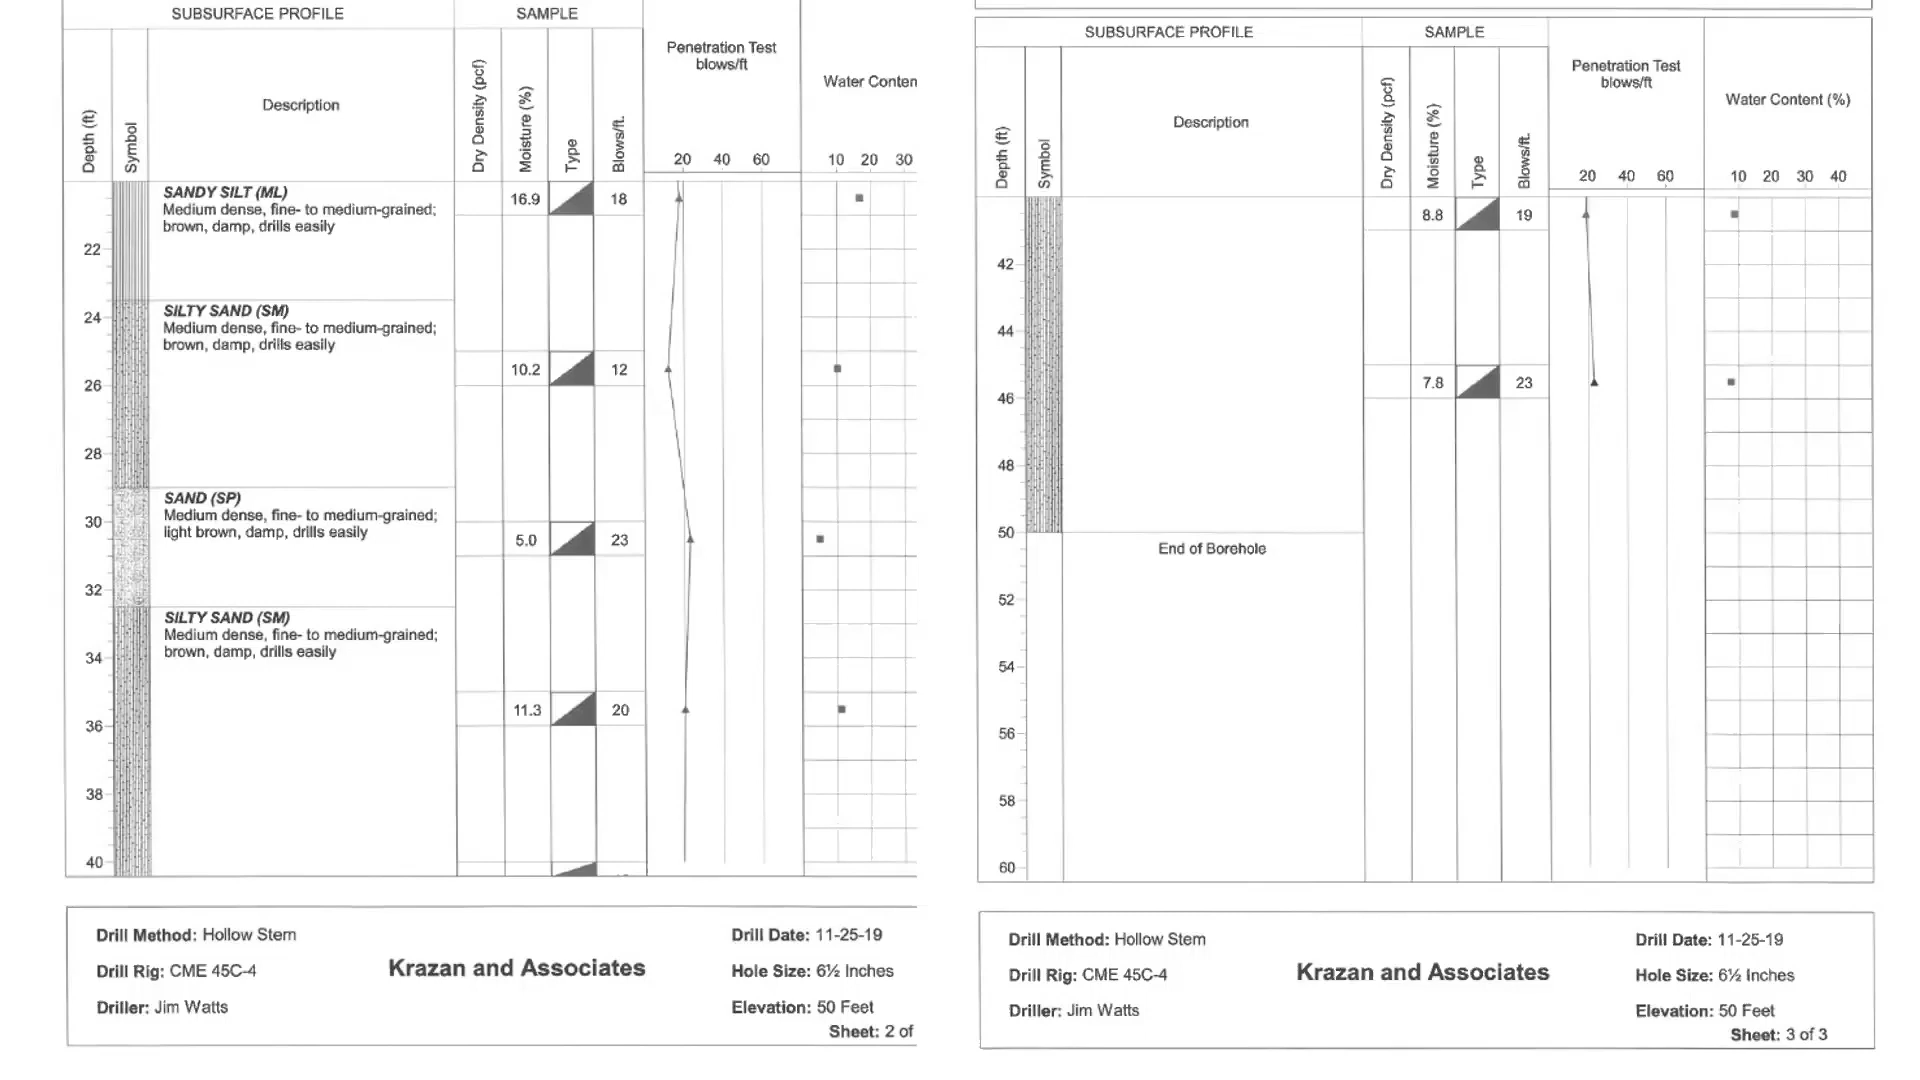 SUBSURFACE PROFILE
SAMPLE
Depth (ft)
Symbol
Description
Dry Density (pcf)
Moisture (%)
Type
Blows/ft.
Penetration Test
blows/ft
20 40 60
Water Conten
10 20 30
SANDY SILT (ML)
Medium dense, fine- to medium-grained;
brown, damp, drills easily
16.9 18
22
SILTY SAND (SM)
24
Medium dense, fine- to medium-grained;
brown, damp, drills easily
10.2 12
26
28
SAND (SP)
Medium dense, fine- to medium-grained;
30
light brown, damp, drills easily
5.0 23
32
SILTY SAND (SM)
Medium dense, fine- to medium-grained;
brown, damp, drills easily
34
11.3 20
36
38
40
Drill Method: Hollow Stem
Drill Rig: CME 45C-4
Driller: Jim Watts
Krazan and Associates
Drill Date: 11-25-19
Hole Size: 6½ Inches
Elevation: 50 Feet
Sheet: 2 of
SUBSURFACE PROFILE
SAMPLE
Depth (ft)
Symbol
Description
Dry Density (pcf)
Moisture (%)
Type
Blows/ft.
Penetration Test
blows/ft
20 40 60
Water Content (%)
10 20 30 40
8.8 19
42
44
7.8 23
46
48
50
End of Borehole
52
54
56
58
60
Drill Method: Hollow Stem
Drill Rig: CME 45C-4
Driller: Jim Watts
Krazan and Associates
Drill Date: 11-25-19
Hole Size: 6½ Inches
Elevation: 50 Feet
Sheet: 3 of 3